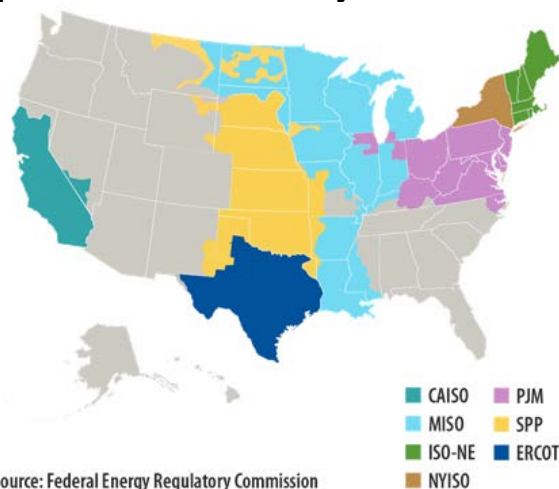 CAISO PJM
MISO SPP
ISO-NE ERCOT
NYISO
ource: Federal Energy Regulatory Commission